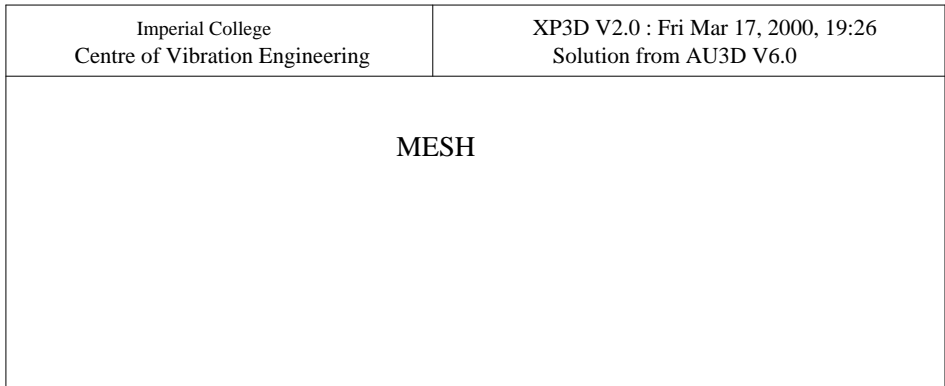 Imperial College
Centre of Vibration Engineering
XP3D V2.0 : Fri Mar 17, 2000, 19:26
Solution from AU3D V6.0
MESH